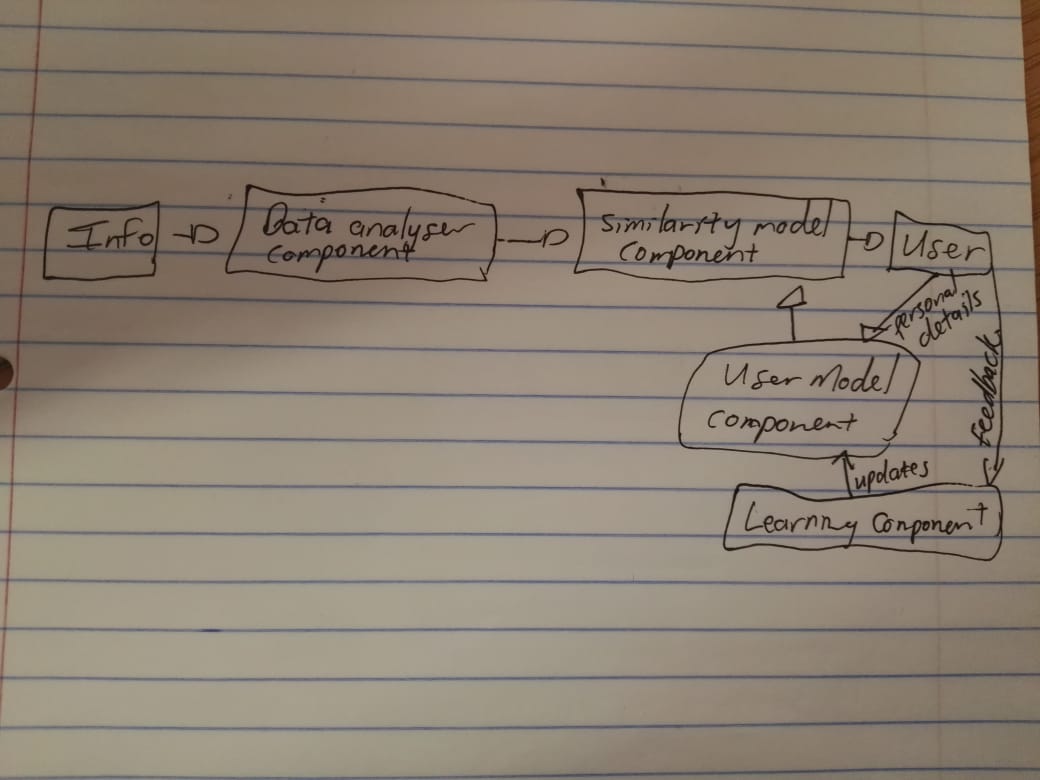 Info
Data analyser
component
Similarity model
component
User
personal
details
feedback
User Model
component
updates
Learning component